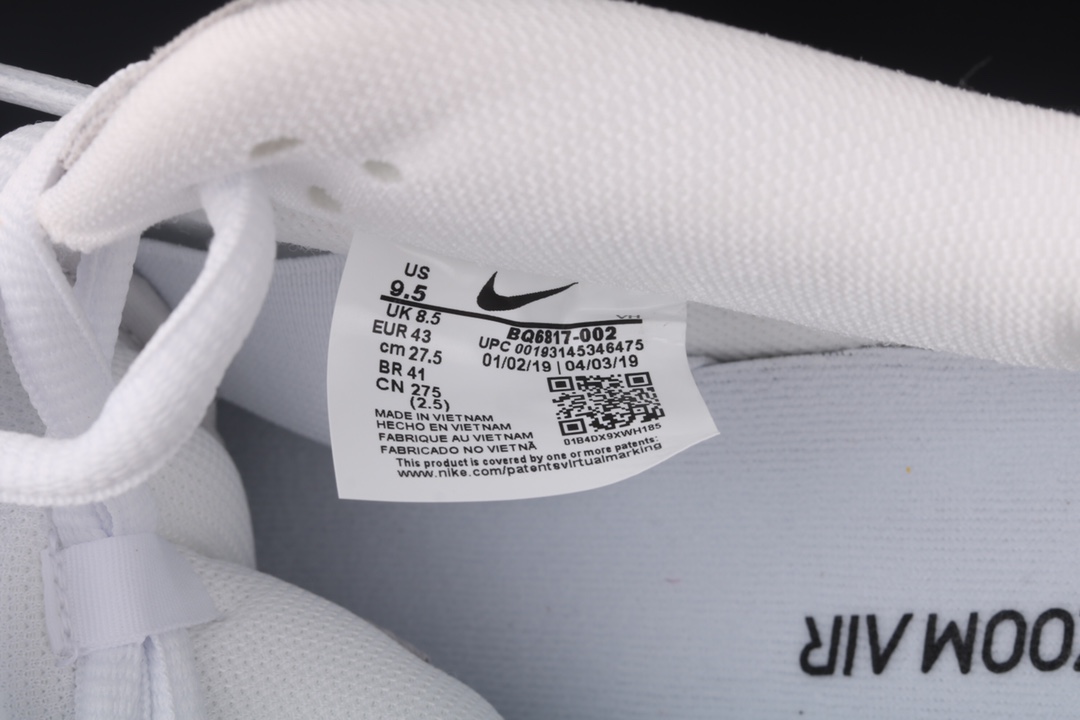 US
9.5
UK 8.5
EUR 43
cm 27.5
BR 41
CN 275
(2.5)
VH
BQ6817-002
UPC 00193145346475
01/02/19 | 04/03/19
01B4DX9XWH185
MADE IN VIETNAM
HECHO EN VIETNAM
FABRIQUE AU VIETNAM
FABRICADO NO VIETNÃ
This product is covered by one or more patents:
www.nike.com/patentsvirtualmarking
ZOOM AIR